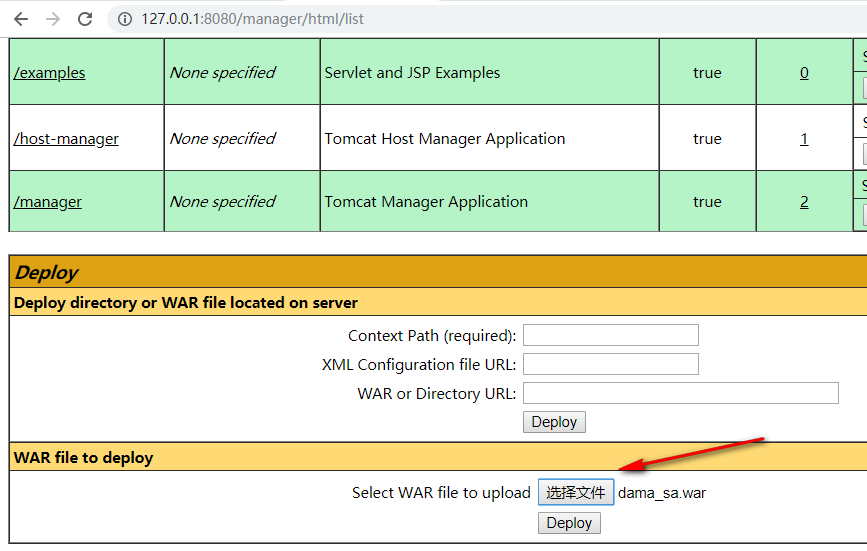 127.0.0.1:8080/manager/html/list
/examples None specified Servlet and JSP Examples true 0
/host-manager None specified Tomcat Host Manager Application true 1
/manager None specified Tomcat Manager Application true 2
Deploy
Deploy directory or WAR file located on server
Context Path (required):
XML Configuration file URL:
WAR or Directory URL:
Deploy
WAR file to deploy
Select WAR file to upload 选择文件 dama_sa.war
Deploy